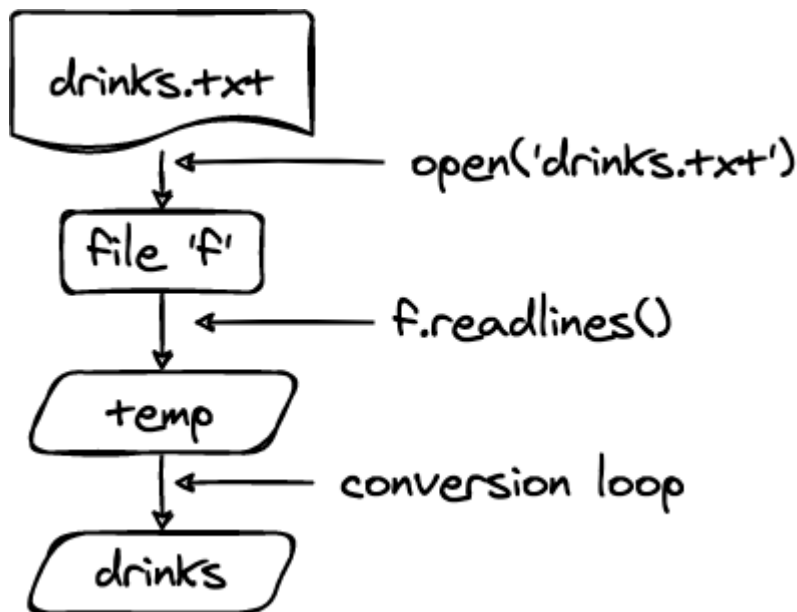 drinks.txt
open('drinks.txt')
file 'f'
f.readlines()
temp
conversion loop
drinks